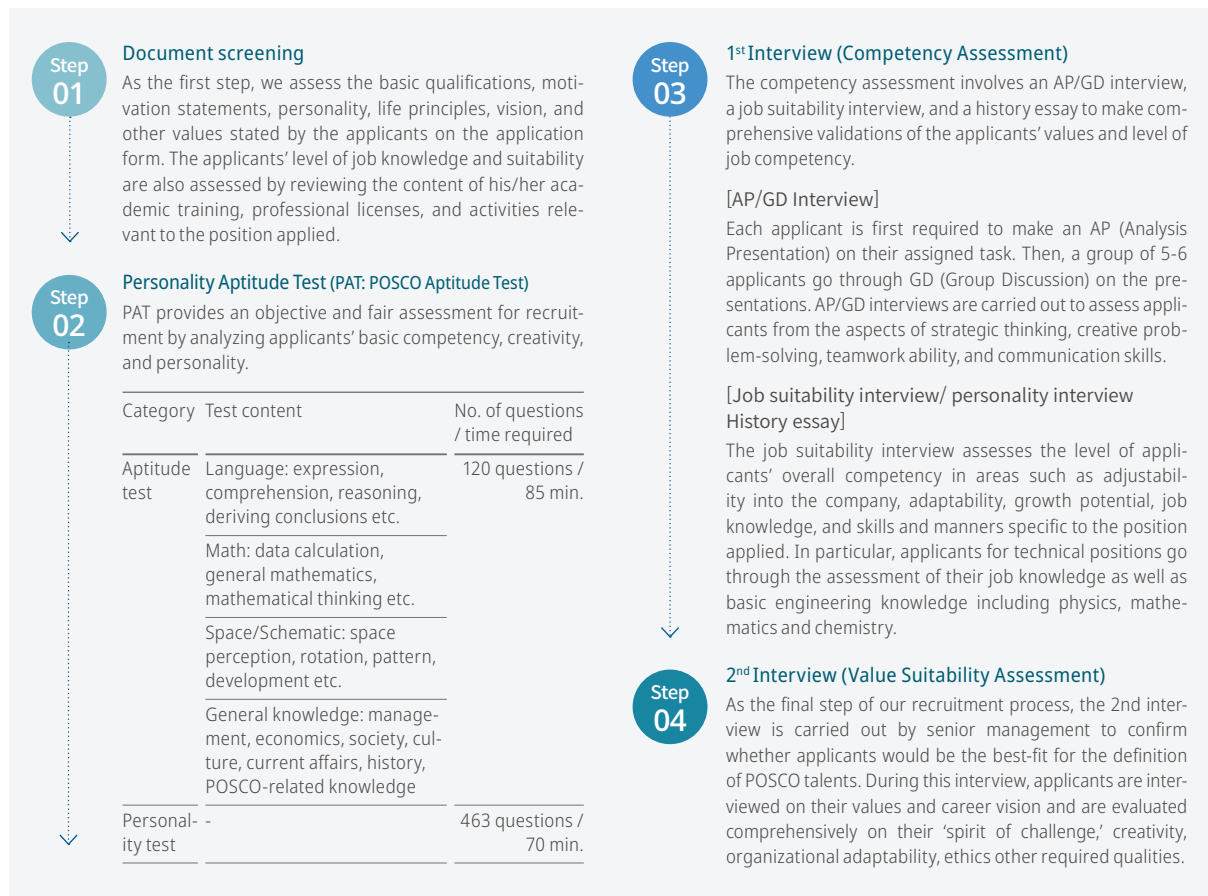 Step
01
Document screening
As the first step, we assess the basic qualifications, moti-
vation statements, personality, life principles, vision, and
other values stated by the applicants on the application
form. The applicants' level of job knowledge and suitability
are also assessed by reviewing the content of his/her aca-
demic training, professional licenses, and activities rele-
vant to the position applied.
Step
02
Personality Aptitude Test (PAT: POSCO Aptitude Test)
PAT provides an objective and fair assessment for recruit-
ment by analyzing applicants' basic competency, creativity,
and personality.
Category Test content No. of questions
/ time required
Aptitude
test
Language: expression,
comprehension, reasoning,
deriving conclusions etc.
120 questions /
85 min.
Math: data calculation,
general mathematics,
mathematical thinking etc.
Space/Schematic: space
perception, rotation, pattern,
development etc.
General knowledge: manage-
ment, economics, society, cul-
ture, current affairs, history,
POSCO-related knowledge
Personal-
ity test
-
463 questions /
70 min.
Step
03
1st Interview (Competency Assessment)
The competency assessment involves an AP/GD interview,
a job suitability interview, and a history essay to make com-
prehensive validations of the applicants' values and level of
job competency.
[AP/GD Interview]
Each applicant is first required to make an AP (Analysis
Presentation) on their assigned task. Then, a group of 5-6
applicants go through GD (Group Discussion) on the pre-
sentations. AP/GD interviews are carried out to assess appli-
cants from the aspects of strategic thinking, creative prob-
lem-solving, teamwork ability, and communication skills.
[Job suitability interview/ personality interview
History essay]
The job suitability interview assesses the level of appli-
cants' overall competency in areas such as adjustabil-
ity into the company, adaptability, growth potential, job
knowledge, and skills and manners specific to the position
applied. In particular, applicants for technical positions go
through the assessment of their job knowledge as well as
basic engineering knowledge including physics, mathe-
matics and chemistry.
Step
04
2nd Interview (Value Suitability Assessment)
As the final step of our recruitment process, the 2nd inter-
view is carried out by senior management to confirm
whether applicants would be the best-fit for the definition
of POSCO talents. During this interview, applicants are inter-
viewed on their values and career vision and are evaluated
comprehensively on their 'spirit of challenge,' creativity,
organizational adaptability, ethics other required qualities.